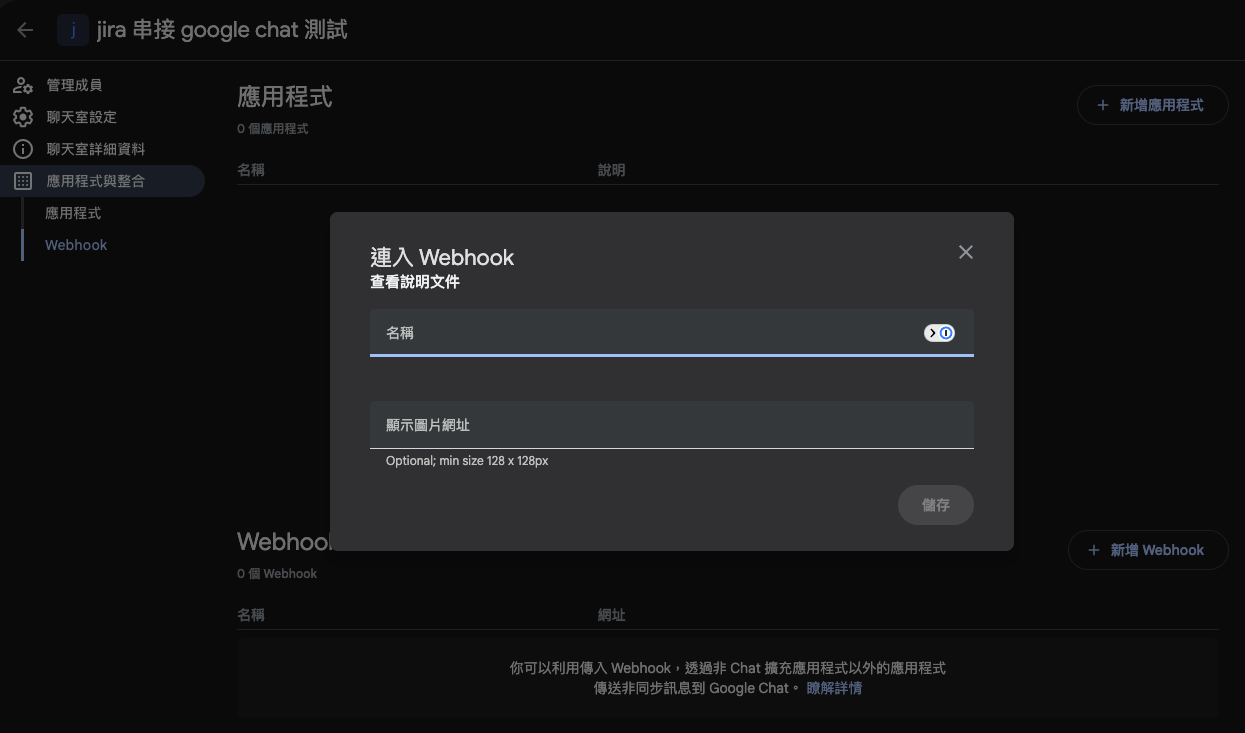 j jira 串接 google chat 測試
管理成員
聊天室設定
聊天室詳細資料
應用程式與整合
應用程式
Webhook
應用程式
0 個應用程式
+ 新增應用程式
名稱 說明
連入 Webhook
查看說明文件
名稱
顯示圖片網址
Optional; min size 128 x 128px
儲存
Webhook
0 個 Webhook
+ 新增 Webhook
名稱 網址
你可以利用傳入 Webhook，透過非 Chat 擴充應用程式以外的應用程式
傳送非同步訊息到 Google Chat。 瞭解詳情